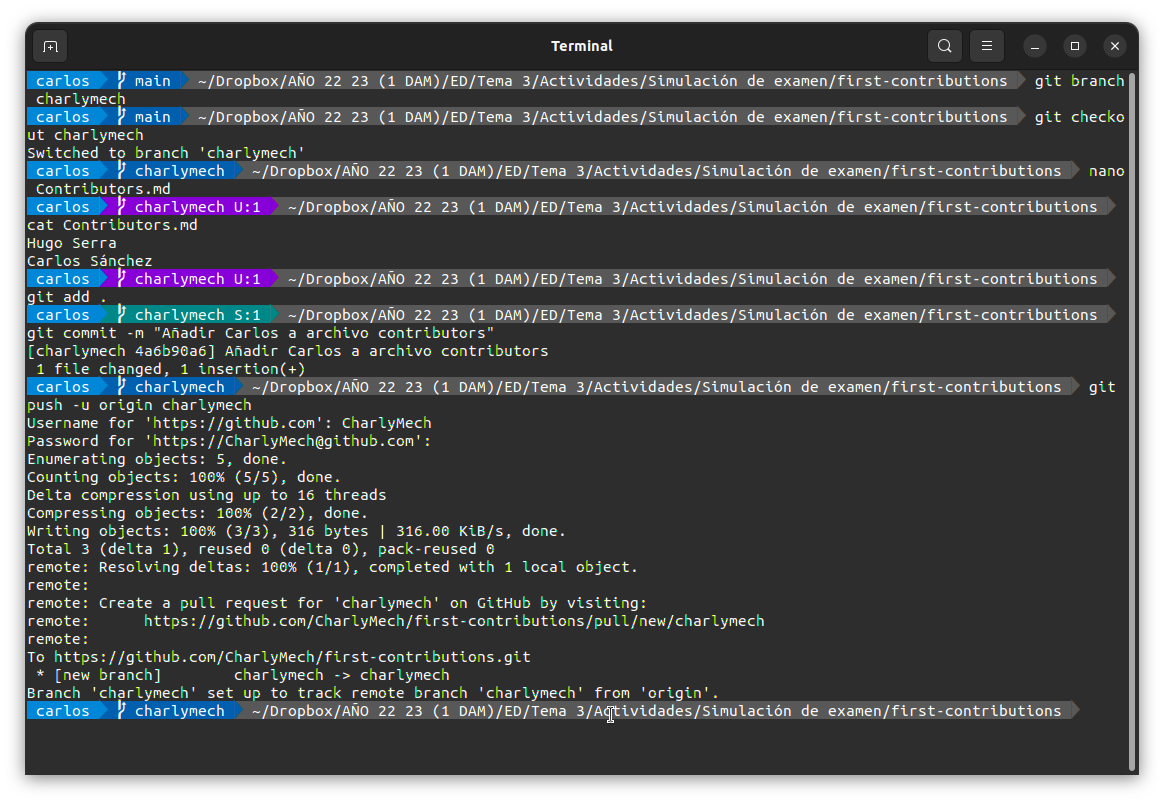 Terminal
carlos main ~/Dropbox/AÑO 22 23 (1 DAM)/ED/Tema 3/Actividades/Simulación de examen/first-contributions git branch
 charlymech
carlos main ~/Dropbox/AÑO 22 23 (1 DAM)/ED/Tema 3/Actividades/Simulación de examen/first-contributions git checko
ut charlymech
Switched to branch 'charlymech'
carlos charlymech ~/Dropbox/AÑO 22 23 (1 DAM)/ED/Tema 3/Actividades/Simulación de examen/first-contributions nano
 Contributors.md
carlos charlymech U:1 ~/Dropbox/AÑO 22 23 (1 DAM)/ED/Tema 3/Actividades/Simulación de examen/first-contributions
cat Contributors.md
Hugo Serra
Carlos Sánchez
carlos charlymech U:1 ~/Dropbox/AÑO 22 23 (1 DAM)/ED/Tema 3/Actividades/Simulación de examen/first-contributions
git add .
carlos charlymech S:1 ~/Dropbox/AÑO 22 23 (1 DAM)/ED/Tema 3/Actividades/Simulación de examen/first-contributions
git commit -m "Añadir Carlos a archivo contributors"
[charlymech 4a6b90a6] Añadir Carlos a archivo contributors
 1 file changed, 1 insertion(+)
carlos charlymech ~/Dropbox/AÑO 22 23 (1 DAM)/ED/Tema 3/Actividades/Simulación de examen/first-contributions git
push -u origin charlymech
Username for 'https://github.com': CharlyMech
Password for 'https://CharlyMech@github.com':
Enumerating objects: 5, done.
Counting objects: 100% (5/5), done.
Delta compression using up to 16 threads
Compressing objects: 100% (2/2), done.
Writing objects: 100% (3/3), 316 bytes | 316.00 KiB/s, done.
Total 3 (delta 1), reused 0 (delta 0), pack-reused 0
remote: Resolving deltas: 100% (1/1), completed with 1 local object.
remote:
remote: Create a pull request for 'charlymech' on GitHub by visiting:
remote:      https://github.com/CharlyMech/first-contributions/pull/new/charlymech
remote:
To https://github.com/CharlyMech/first-contributions.git
 * [new branch]        charlymech -> charlymech
Branch 'charlymech' set up to track remote branch 'charlymech' from 'origin'.
carlos charlymech ~/Dropbox/AÑO 22 23 (1 DAM)/ED/Tema 3/Actividades/Simulación de examen/first-contributions